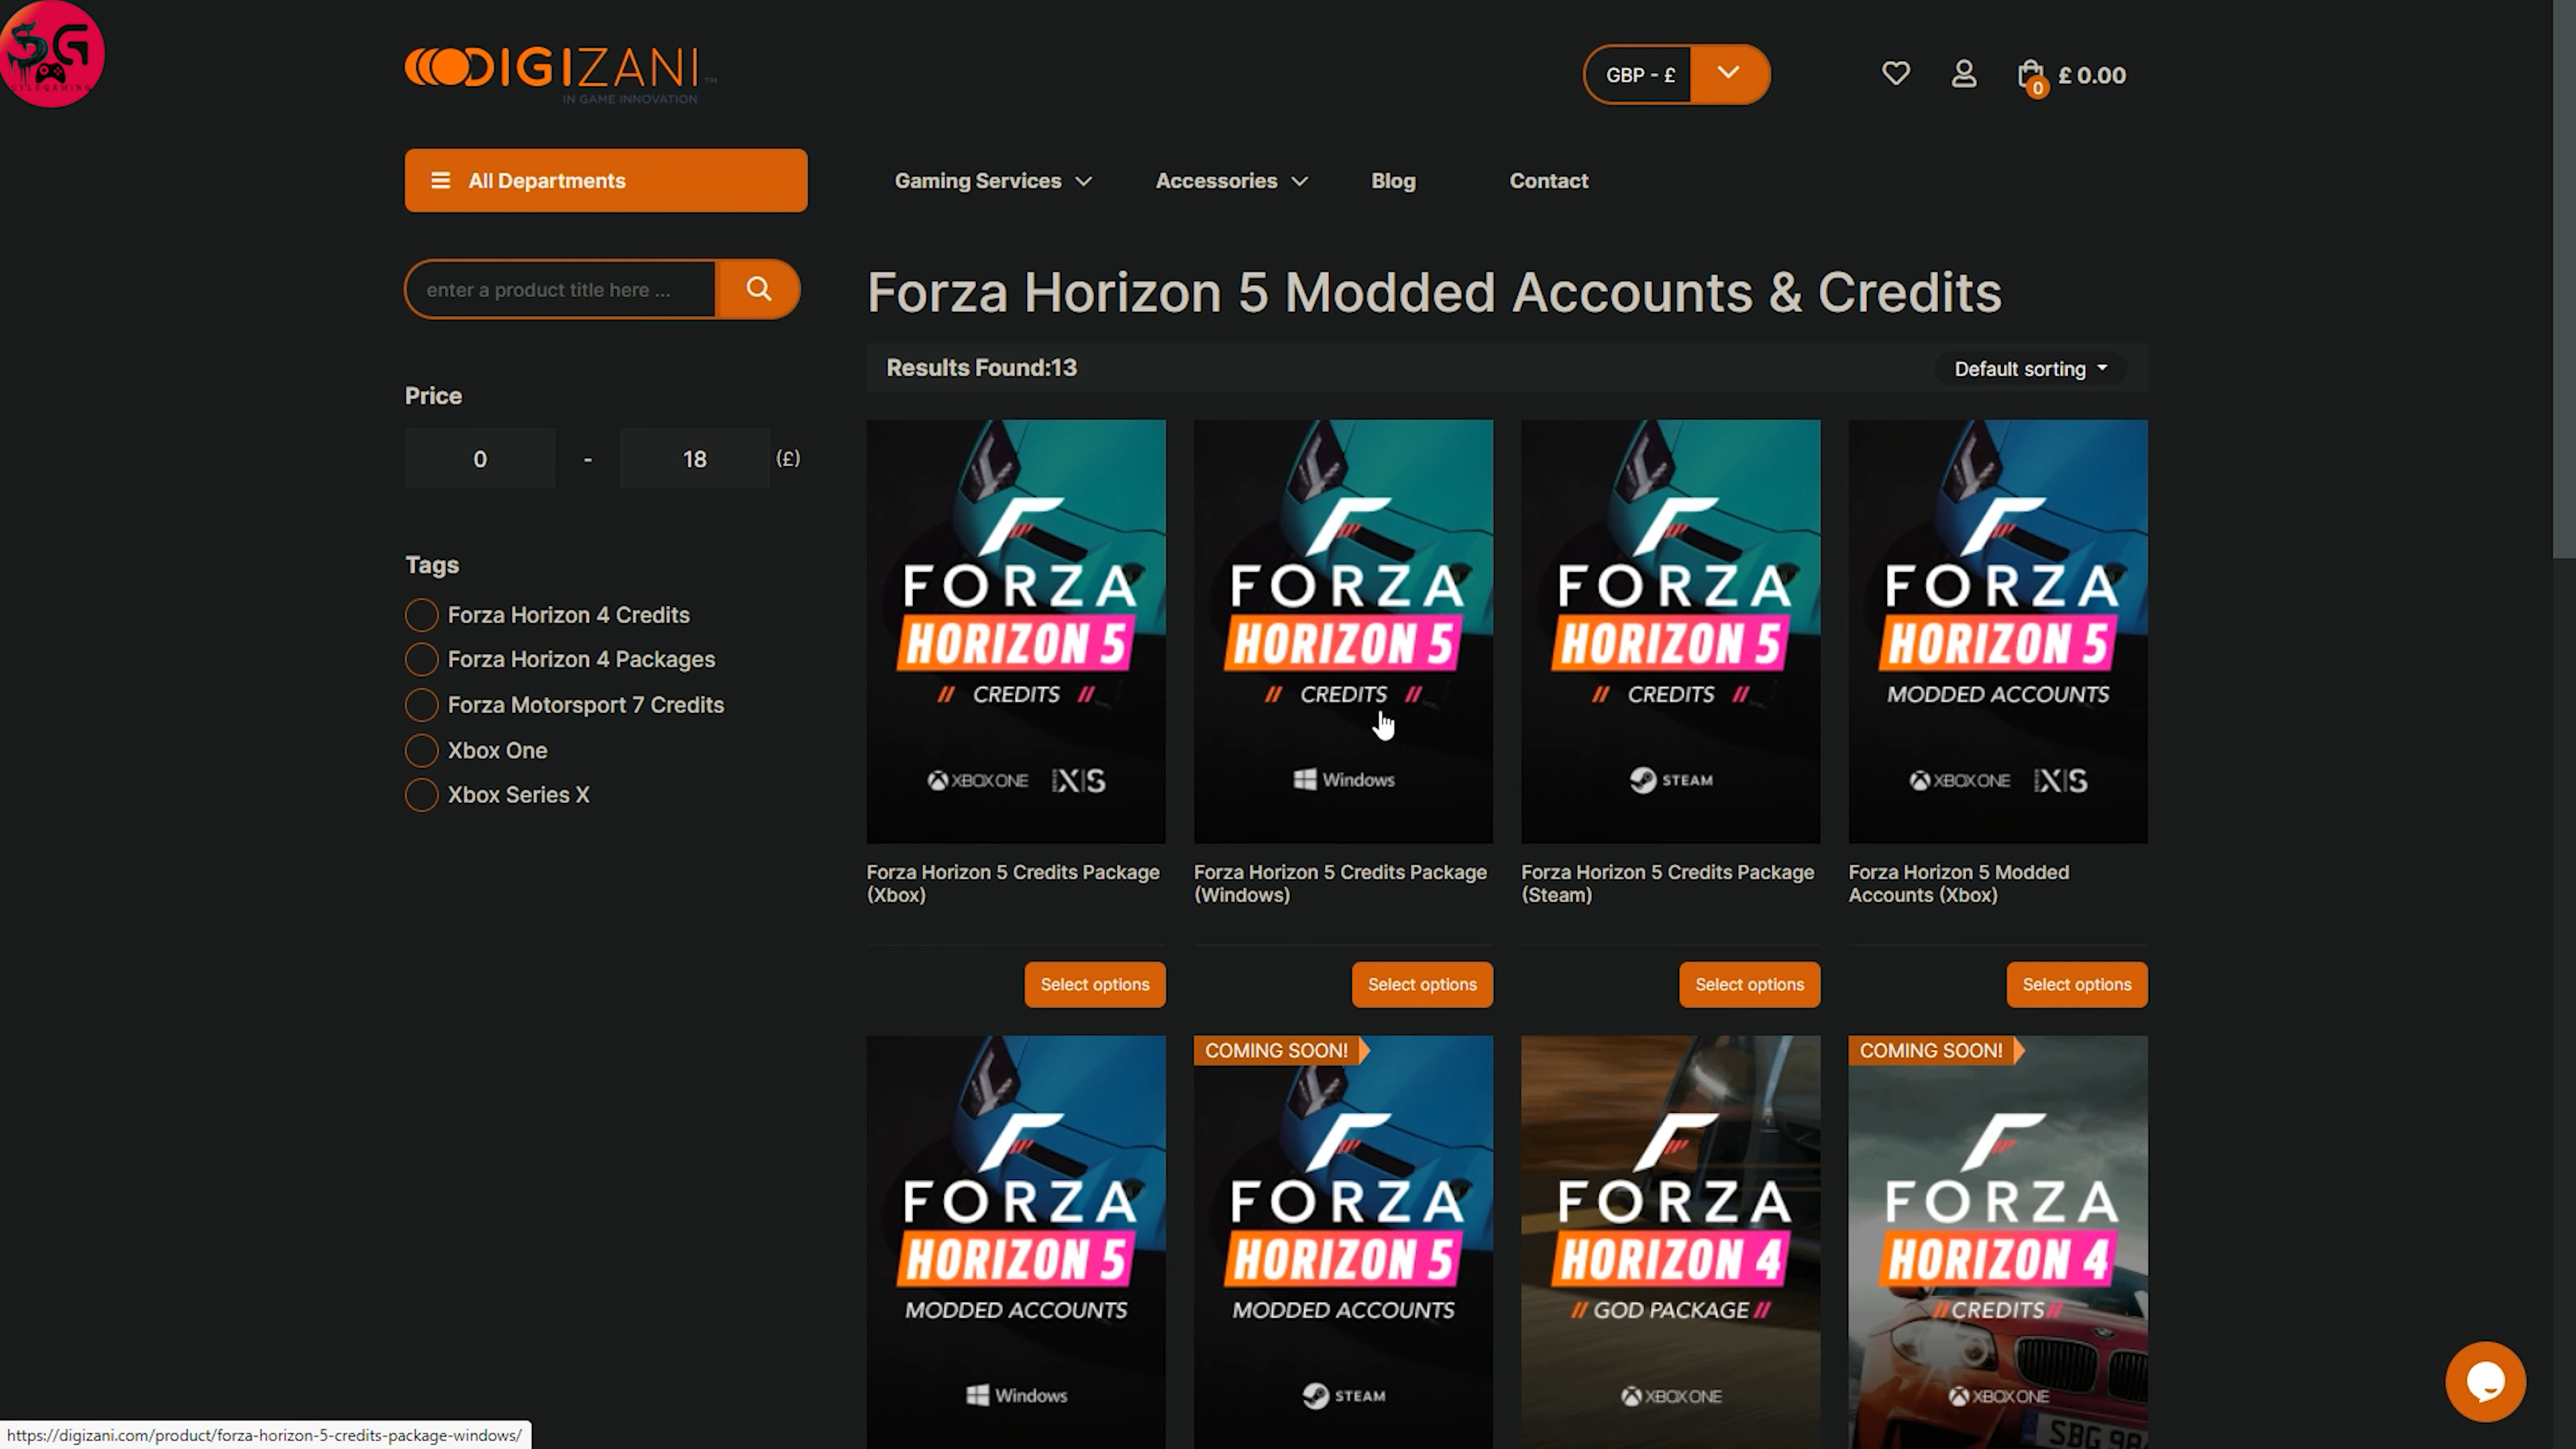 SG
DIGIZANI™
IN GAME INNOVATION
GBP - £
0
£ 0.00
All Departments
Gaming Services
Accessories
Blog
Contact
enter a product title here ...
Forza Horizon 5 Modded Accounts & Credits
Results Found:13
Default sorting
Price
0 - 18 (£)
Tags
Forza Horizon 4 Credits
Forza Horizon 4 Packages
Forza Motorsport 7 Credits
Xbox One
Xbox Series X
FORZA
HORIZON 5
// CREDITS //
XBOX ONE X|S
Forza Horizon 5 Credits Package
(Xbox)
Select options
FORZA
HORIZON 5
// CREDITS //
Windows
Forza Horizon 5 Credits Package
(Windows)
Select options
FORZA
HORIZON 5
// CREDITS //
STEAM
Forza Horizon 5 Credits Package
(Steam)
Select options
FORZA
HORIZON 5
MODDED ACCOUNTS
XBOX ONE X|S
Forza Horizon 5 Modded
Accounts (Xbox)
Select options
FORZA
HORIZON 5
MODDED ACCOUNTS
Windows
COMING SOON!
FORZA
HORIZON 5
MODDED ACCOUNTS
STEAM
FORZA
HORIZON 4
// GOD PACKAGE //
XBOX ONE
COMING SOON!
FORZA
HORIZON 4
//CREDITS//
XBOX ONE
https://digizani.com/product/forza-horizon-5-credits-package-windows/